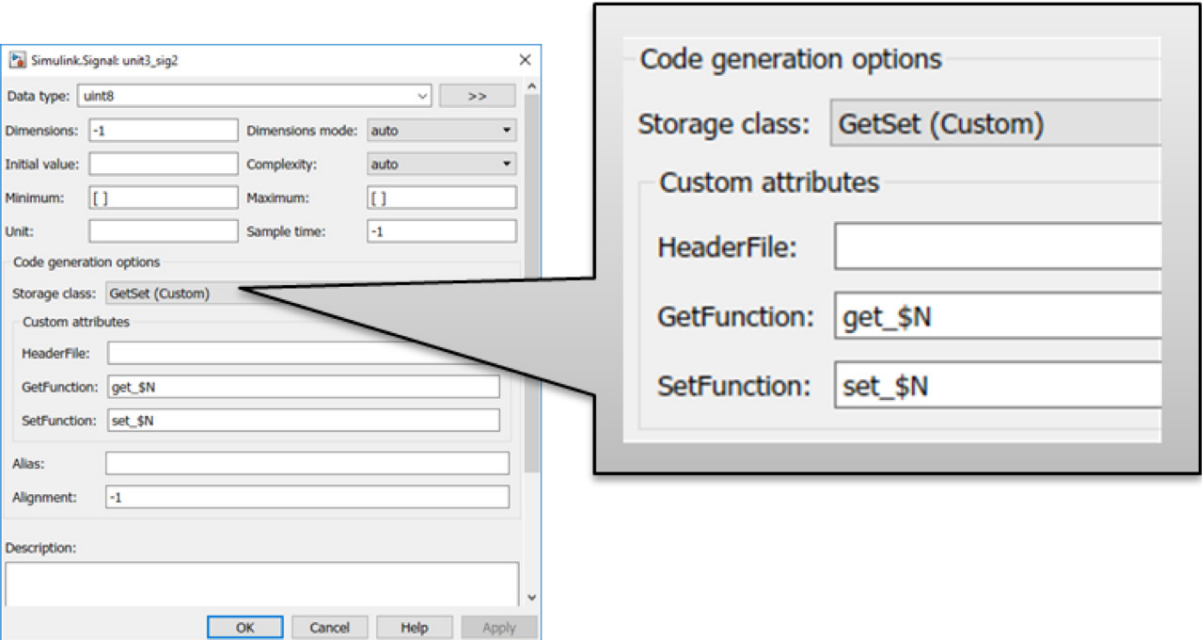 Simulink.Signal: unit3_sig2
Data type: uint8 >>
Dimensions: -1 Dimensions mode: auto
Initial value: Complexity: auto
Minimum: [ ] Maximum: [ ]
Unit: Sample time: -1
Code generation options
Storage class: GetSet (Custom)
Custom attributes
HeaderFile:
GetFunction: get_$N
SetFunction: set_$N
Alias:
Alignment: -1
Description:
OK Cancel Help Apply
Code generation options
Storage class: GetSet (Custom)
Custom attributes
HeaderFile:
GetFunction: get_$N
SetFunction: set_$N